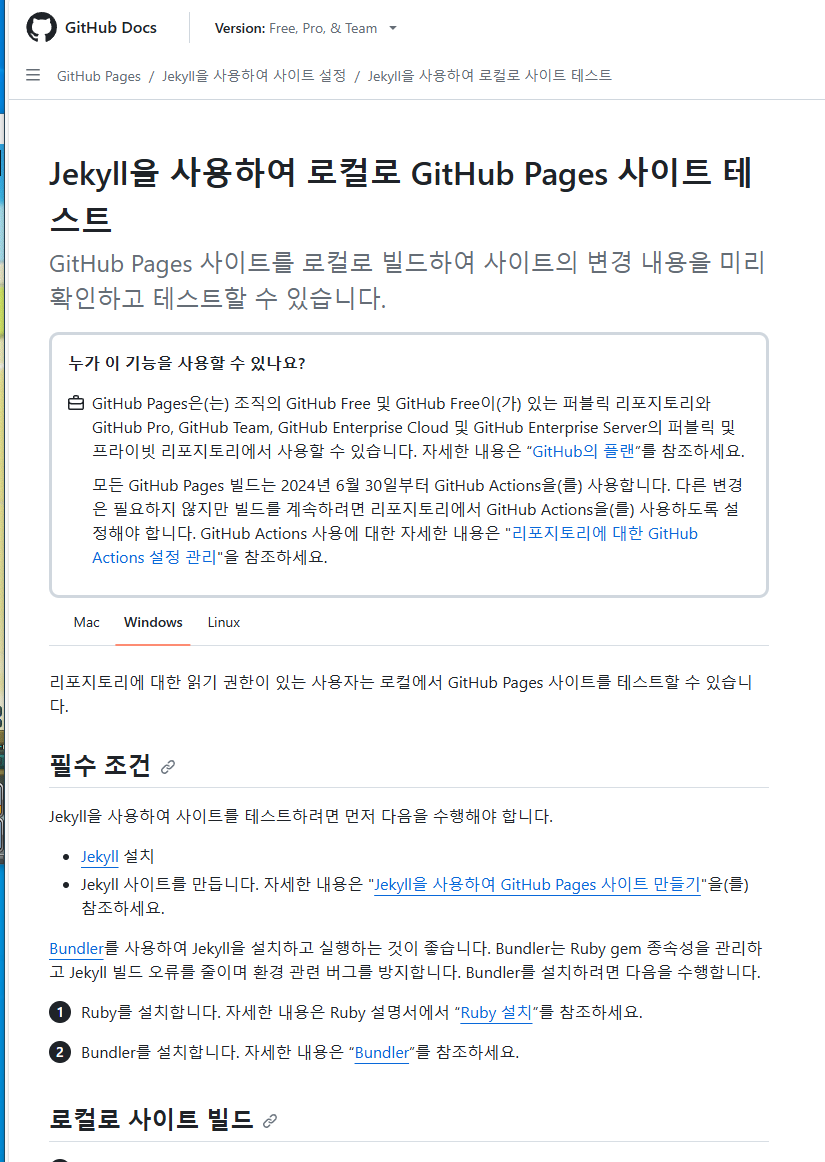 GitHub Docs
Version: Free, Pro, & Team
GitHub Pages / Jekyll을 사용하여 사이트 설정 / Jekyll을 사용하여 로컬로 사이트 테스트
Jekyll을 사용하여 로컬로 GitHub Pages 사이트 테
스트
GitHub Pages 사이트를 로컬로 빌드하여 사이트의 변경 내용을 미리
확인하고 테스트할 수 있습니다.
누가 이 기능을 사용할 수 있나요?
GitHub Pages은(는) 조직의 GitHub Free 및 GitHub Free이(가) 있는 퍼블릭 리포지토리와
GitHub Pro, GitHub Team, GitHub Enterprise Cloud 및 GitHub Enterprise Server의 퍼블릭 및
프라이빗 리포지토리에서 사용할 수 있습니다. 자세한 내용은 “GitHub의 플랜”를 참조하세요.
모든 GitHub Pages 빌드는 2024년 6월 30일부터 GitHub Actions을(를) 사용합니다. 다른 변경
은 필요하지 않지만 빌드를 계속하려면 리포지토리에서 GitHub Actions을(를) 사용하도록 설
정해야 합니다. GitHub Actions 사용에 대한 자세한 내용은 "리포지토리에 대한 GitHub
Actions 설정 관리"을 참조하세요.
Mac Windows Linux
리포지토리에 대한 읽기 권한이 있는 사용자는 로컬에서 GitHub Pages 사이트를 테스트할 수 있습니
다.
필수 조건
Jekyll을 사용하여 사이트를 테스트하려면 먼저 다음을 수행해야 합니다.
• Jekyll 설치
• Jekyll 사이트를 만듭니다. 자세한 내용은 "Jekyll을 사용하여 GitHub Pages 사이트 만들기"을(를)
참조하세요.
Bundler를 사용하여 Jekyll을 설치하고 실행하는 것이 좋습니다. Bundler는 Ruby gem 종속성을 관리하
고 Jekyll 빌드 오류를 줄이며 환경 관련 버그를 방지합니다. Bundler를 설치하려면 다음을 수행합니다.
1 Ruby를 설치합니다. 자세한 내용은 Ruby 설명서에서 “Ruby 설치”를 참조하세요.
2 Bundler를 설치합니다. 자세한 내용은 “Bundler”를 참조하세요.
로컬로 사이트 빌드